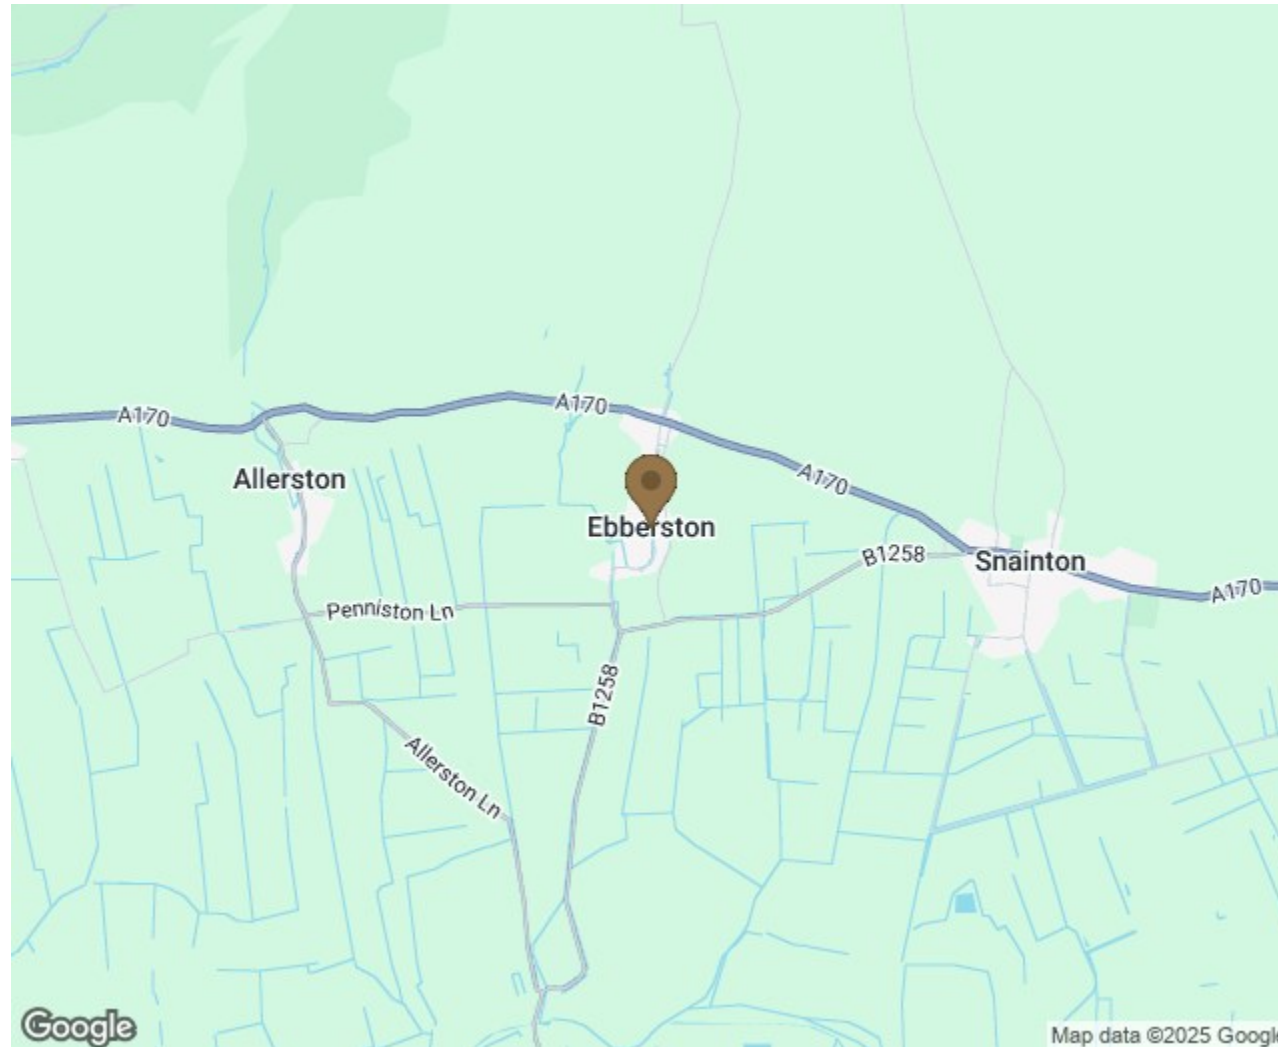 A170
A170
Allerston
A170
Ebberston
B1258
Snainton
A170
Penniston Ln
B1258
Allerston Ln
Google
Map data ©2025 Google